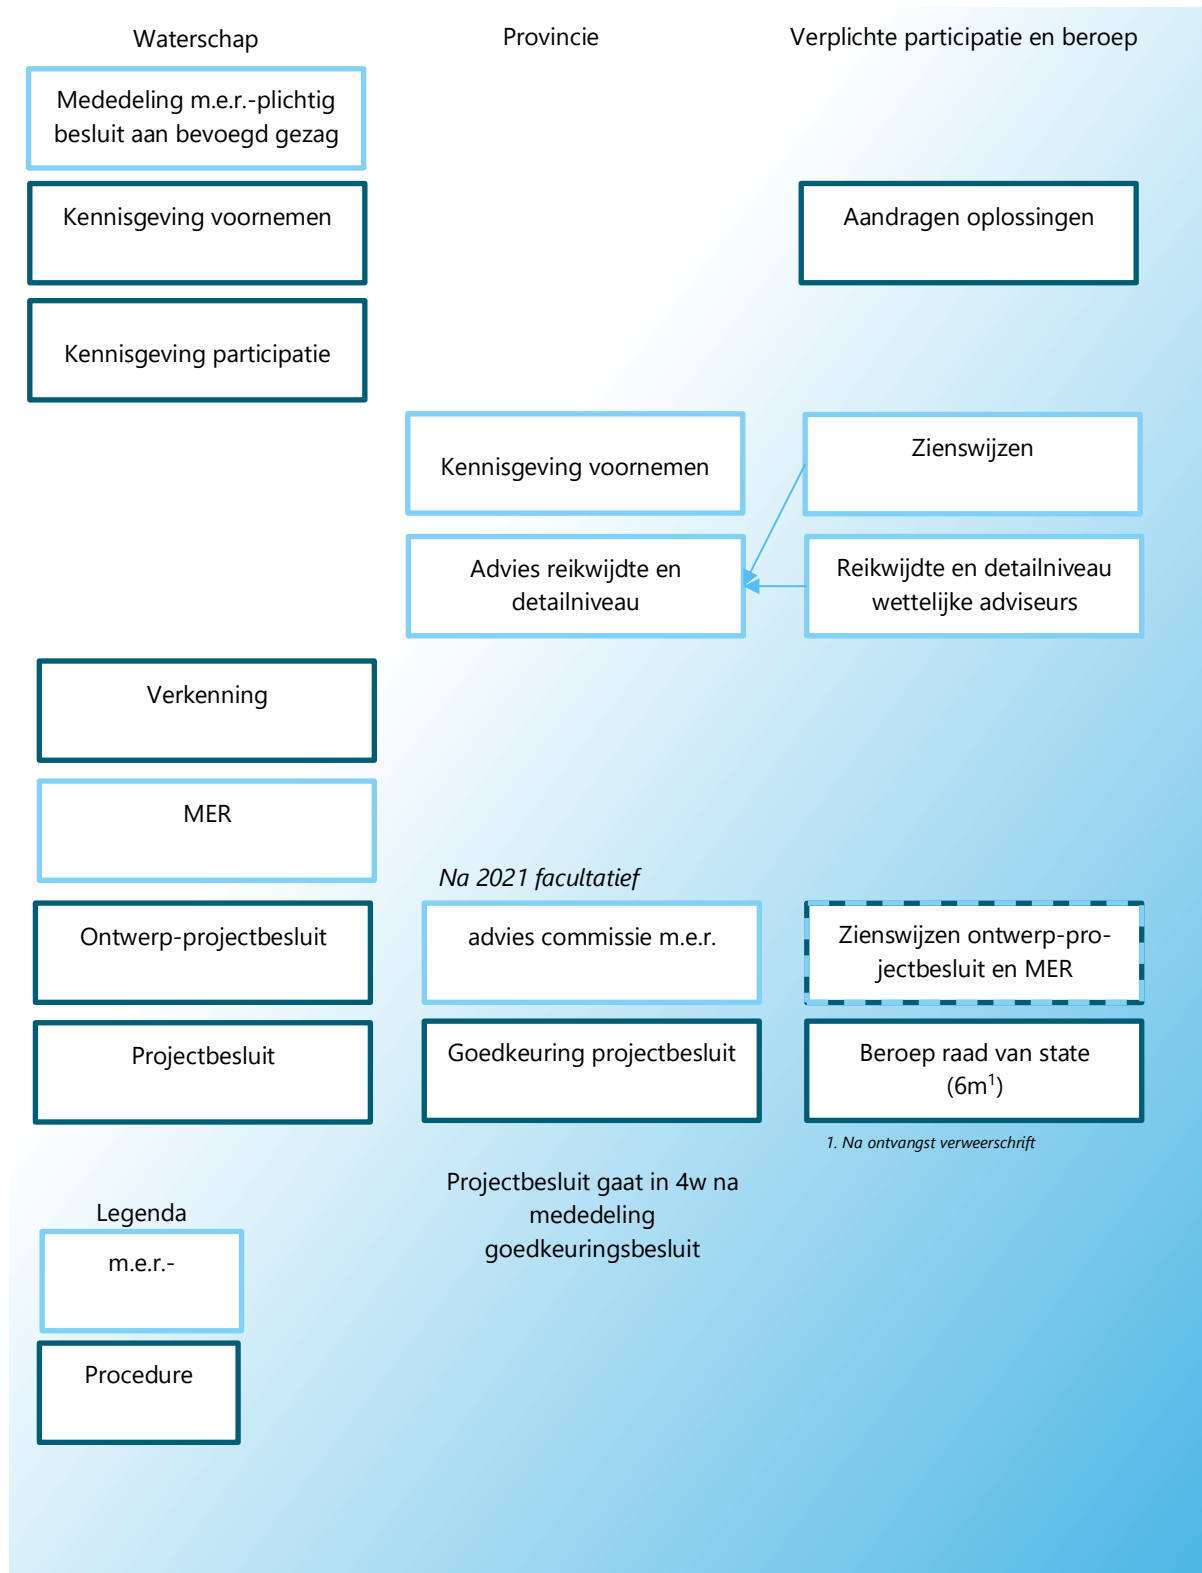 Waterschap
Provincie
Verplichte participatie en beroep
Mededeling m.e.r.-plichtig
besluit aan bevoegd gezag
Kennisgeving voornemen
Aandragen oplossingen
Kennisgeving participatie
Kennisgeving voornemen
Zienswijzen
Advies reikwijdte en
detailniveau
Reikwijdte en detailniveau
wettelijke adviseurs
Verkenning
MER
Na 2021 facultatief
Ontwerp-projectbesluit
advies commissie m.e.r.
Zienswijzen ontwerp-pro-
jectbesluit en MER
Projectbesluit
Goedkeuring projectbesluit
Beroep raad van state
(6m¹)
1. Na ontvangst verweerschrift
Projectbesluit gaat in 4w na
mededeling
goedkeuringsbesluit
Legenda
m.e.r.-
Procedure